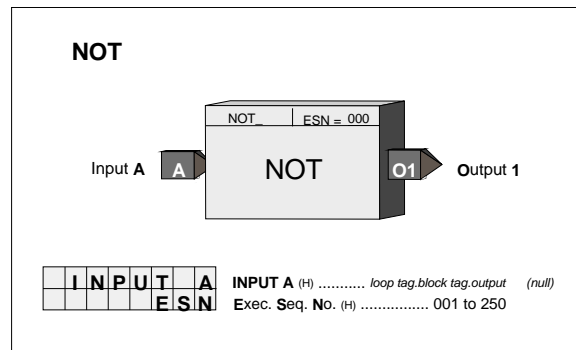 NOT
NOT_ ESN = 000
Input A A NOT O1 Output 1
INPUT A INPUT A (H) ........... loop tag.block tag.output (null)
ESN Exec. Seq. No. (H) ................ 001 to 250